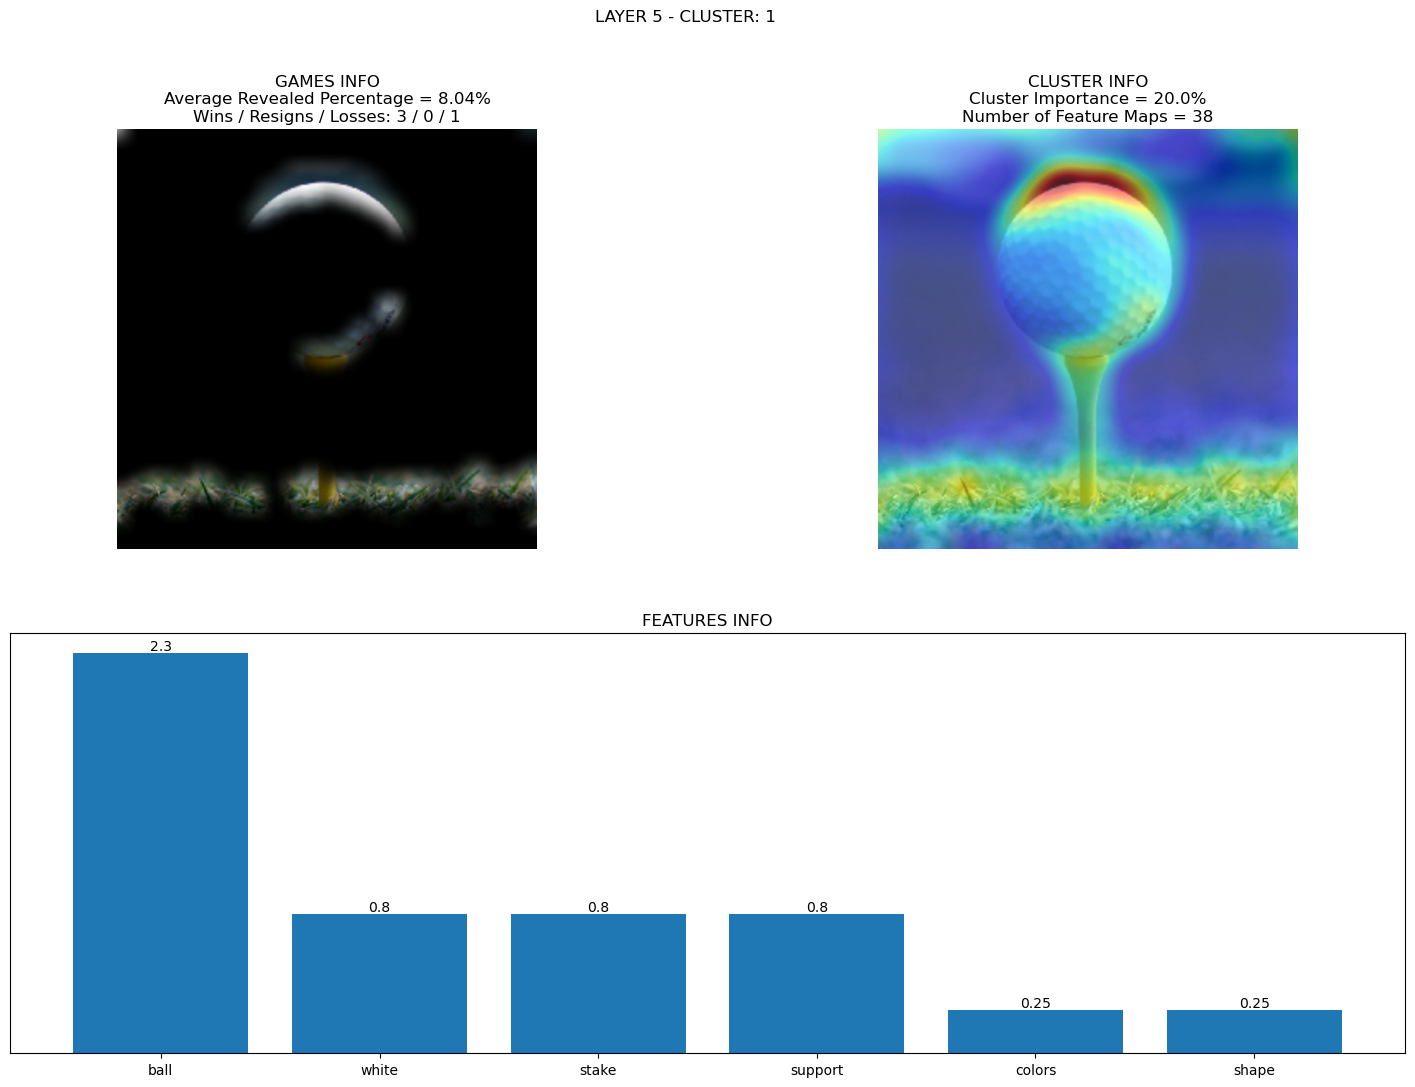 LAYER 5 - CLUSTER: 1
GAMES INFO
Average Revealed Percentage = 8.04%
Wins / Resigns / Losses: 3 / 0 / 1
CLUSTER INFO
Cluster Importance = 20.0%
Number of Feature Maps = 38
FEATURES INFO
2.3
0.8
0.8
0.8
0.25
0.25
ball
white
stake
support
colors
shape